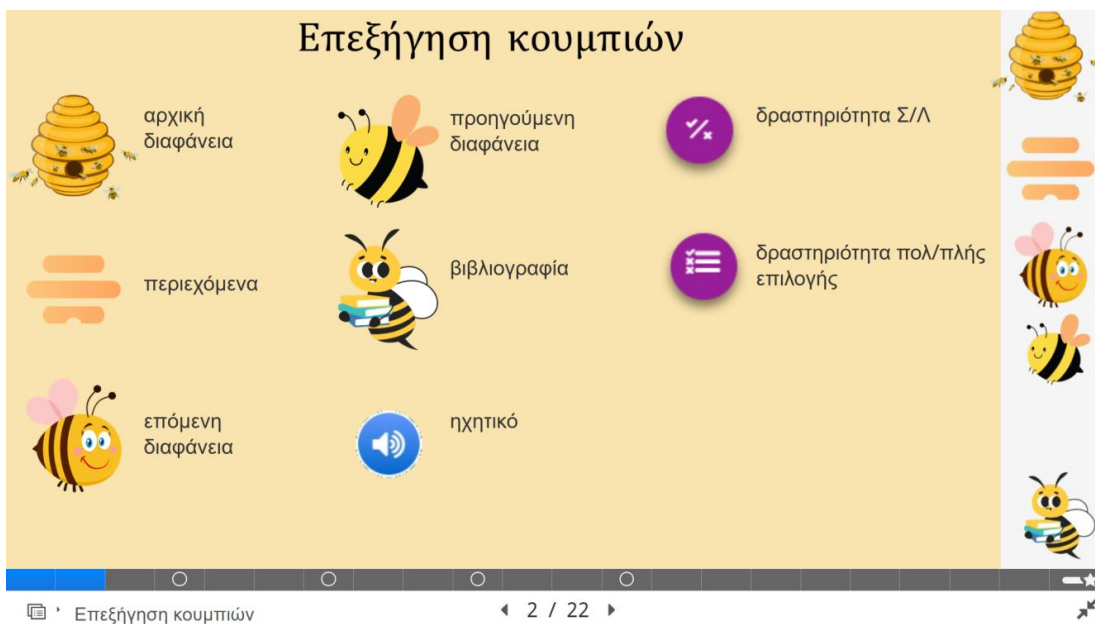 Επεξήγηση κουμπιών
αρχική
διαφάνεια
προηγούμενη
διαφάνεια
δραστηριότητα Σ/Λ
περιεχόμενα
βιβλιογραφία
δραστηριότητα πολ/πλής
επιλογής
επόμενη
διαφάνεια
ηχητικό
Επεξήγηση κουμπιών
2 / 22